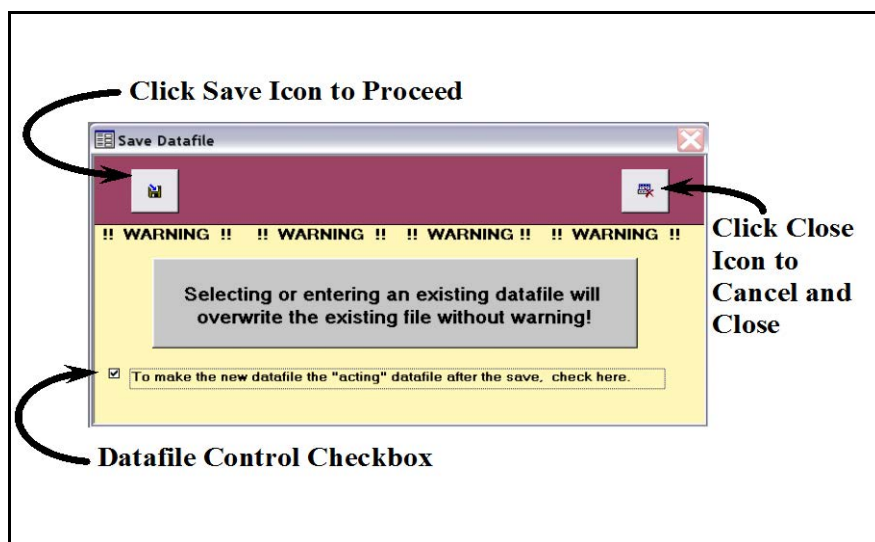 Click Save Icon to Proceed
Save Datafile
!! WARNING !! !! WARNING !! !! WARNING !! !! WARNING !!
Selecting or entering an existing datafile will
overwrite the existing file without warning!
Click Close
Icon to
Cancel and
Close
To make the new datafile the "acting" datafile after the save, check here.
Datafile Control Checkbox